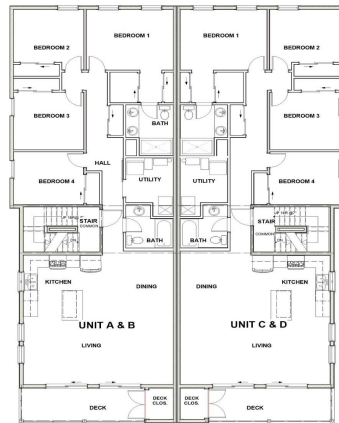 BEDROOM 2
BEDROOM 1
BEDROOM 1
BEDROOM 2
BEDROOM 3
BEDROOM 3
BATH
BATH
HALL
BEDROOM 4
UTILITY
UTILITY
BEDROOM 4
STAIR
COMMON
STAIR
COMMON
BATH
BATH
KITCHEN
DINING
DINING
KITCHEN
UNIT A & B
UNIT C & D
LIVING
LIVING
DECK
DECK
CLOS.
DECK
CLOS.
DECK